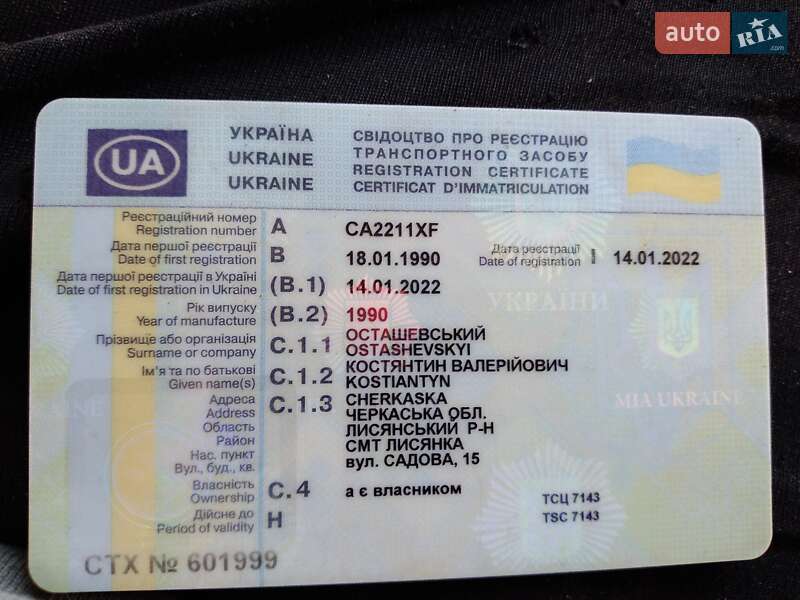 auto RIA.com
UA
УКРАЇНА
UKRAINE
UKRAINE
СВІДОЦТВО ПРО РЕЄСТРАЦІЮ
ТРАНСПОРТНОГО ЗАСОБУ
REGISTRATION CERTIFICATE
CERTIFICAT D'IMMATRICULATION
Реєстраційний номер
Registration number
A CA2211XF
Дата першої реєстрації
Date of first registration
B 18.01.1990
Дата реєстрації
Date of registration
I 14.01.2022
Дата першої реєстрації в Україні
Date of first registration in Ukraine
(B.1) 14.01.2022
Рік випуску
Year of manufacture
(B.2) 1990
УКРАЇНИ
Прізвище або організація
Surname or company
C.1.1 ОСТАШЕВСЬКИЙ
OSTASHEVSKYI
Ім'я та по батькові
Given name(s)
C.1.2 КОСТЯНТИН ВАЛЕРІЙОВИЧ
KOSTIANTYN
Адреса
Address
Область
Район
Нас. пункт
Вул., буд., кв.
C.1.3 CHERKASKA
ЧЕРКАСЬКА ОБЛ.
ЛИСЯНСЬКИЙ Р-Н
СМТ ЛИСЯНКА
вул. САДОВА, 15
MIA UKRAINE
Власність
Ownership
C.4 а є власником
ТСЦ 7143
TSC 7143
Дійсне до
Period of validity
H
СТХ № 601999